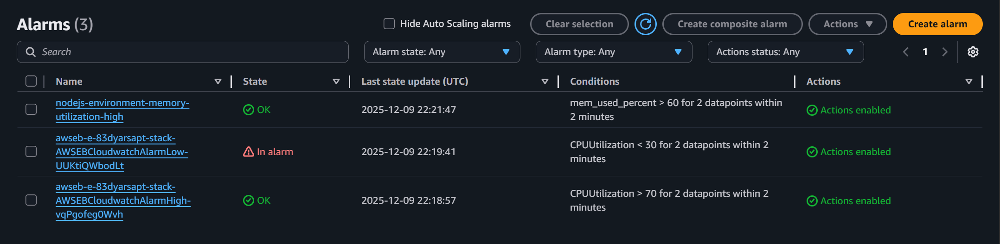 Alarms (3)
Hide Auto Scaling alarms
Clear selection
Create composite alarm
Actions
Create alarm
Search
Alarm state: Any
Alarm type: Any
Actions status: Any
1
Name
State
Last state update (UTC)
Conditions
Actions
nodejs-environment-memory-
utilization-high
OK
2025-12-09 22:21:47
mem_used_percent > 60 for 2 datapoints within
2 minutes
Actions enabled
awseb-e-83dyarsapt-stack-
AWSEBCloudwatchAlarmLow-
UUKtiQWbodLt
In alarm
2025-12-09 22:19:41
CPUUtilization < 30 for 2 datapoints within 2
minutes
Actions enabled
awseb-e-83dyarsapt-stack-
AWSEBCloudwatchAlarmHigh-
vqPgofeg0Wvh
OK
2025-12-09 22:18:57
CPUUtilization > 70 for 2 datapoints within 2
minutes
Actions enabled